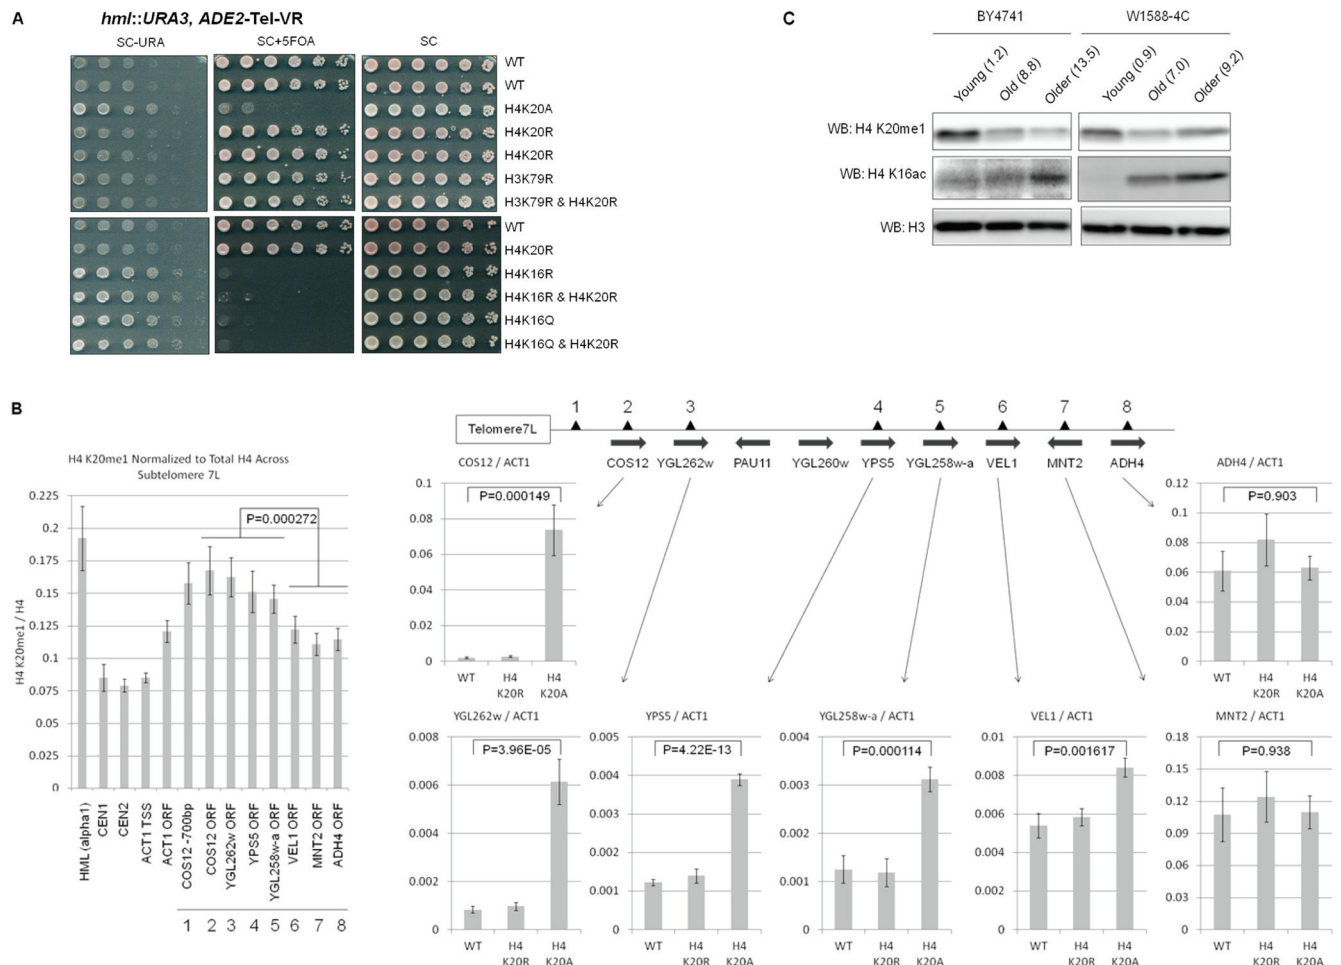 A
hml::URA3, ADE2-Tel-VR
SC-URA SC+5FOA SC
WT
WT
H4K20A
H4K20R
H4K20R
H3K79R
H3K79R & H4K20R
WT
H4K20R
H4K16R
H4K16R & H4K20R
H4K16Q
H4K16Q & H4K20R
C
BY4741 W1588-4C
Young (1.2) Old (8.8) Older (13.5) Young (0.9) Old (7.0) Older (9.2)
WB: H4 K20me1
WB: H4 K16ac
WB: H3
B
H4 K20me1 Normalized to Total H4 Across
Subtelomere 7L
H4 K20me1 / H4
0.225
0.2
0.175
0.15
0.125
0.1
0.075
0.05
0.025
0
P=0.000272
HML (alpha1)
CEN1
CEN2
ACT1 TSS
ACT1 ORF
COS12 -700bp
COS12 ORF
YGL262w ORF
YPS5 ORF
YGL258w-a ORF
VEL1 ORF
MNT2 ORF
ADH4 ORF
1 2 3 4 5 6 7 8
1 2 3 4 5 6 7 8
Telomere7L
COS12 YGL262w PAU11 YGL260w YPS5 YGL258w-a VEL1 MNT2 ADH4
COS12 / ACT1
P=0.000149
0.1
0.08
0.06
0.04
0.02
0
WT H4 K20R H4 K20A
ADH4 / ACT1
P=0.903
0.12
0.1
0.08
0.06
0.04
0.02
0
WT H4 K20R H4 K20A
YGL262w / ACT1
P=3.96E-05
0.008
0.006
0.004
0.002
0
WT H4 K20R H4 K20A
YPS5 / ACT1
P=4.22E-13
0.005
0.004
0.003
0.002
0.001
0
WT H4 K20R H4 K20A
YGL258w-a / ACT1
P=0.000114
0.004
0.003
0.002
0.001
0
WT H4 K20R H4 K20A
VEL1 / ACT1
P=0.001617
0.01
0.008
0.006
0.004
0.002
0
WT H4 K20R H4 K20A
MNT2 / ACT1
P=0.938
0.18
0.15
0.12
0.09
0.06
0.03
0
WT H4 K20R H4 K20A